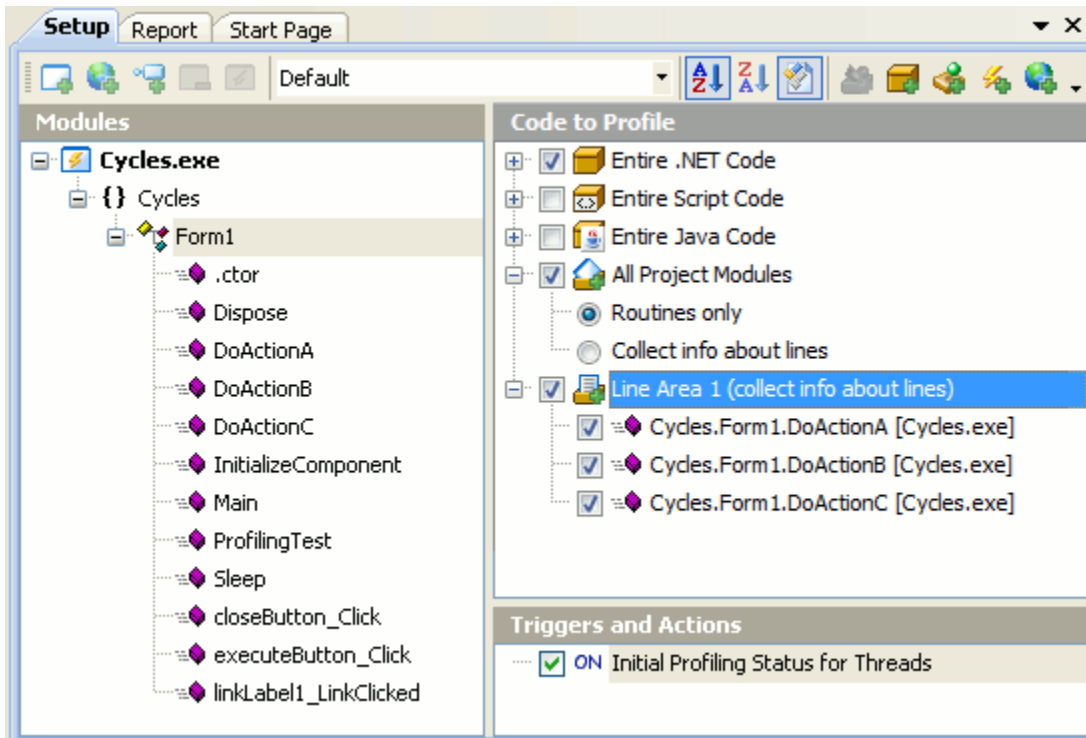 Setup Report Start Page
Default
Modules
Cycles.exe
{} Cycles
Form1
.ctor
Dispose
DoActionA
DoActionB
DoActionC
InitializeComponent
Main
ProfilingTest
Sleep
closeButton_Click
executeButton_Click
linkLabel1_LinkClicked
Code to Profile
Entire .NET Code
Entire Script Code
Entire Java Code
All Project Modules
Routines only
Collect info about lines
Line Area 1 (collect info about lines)
Cycles.Form1.DoActionA [Cycles.exe]
Cycles.Form1.DoActionB [Cycles.exe]
Cycles.Form1.DoActionC [Cycles.exe]
Triggers and Actions
ON Initial Profiling Status for Threads